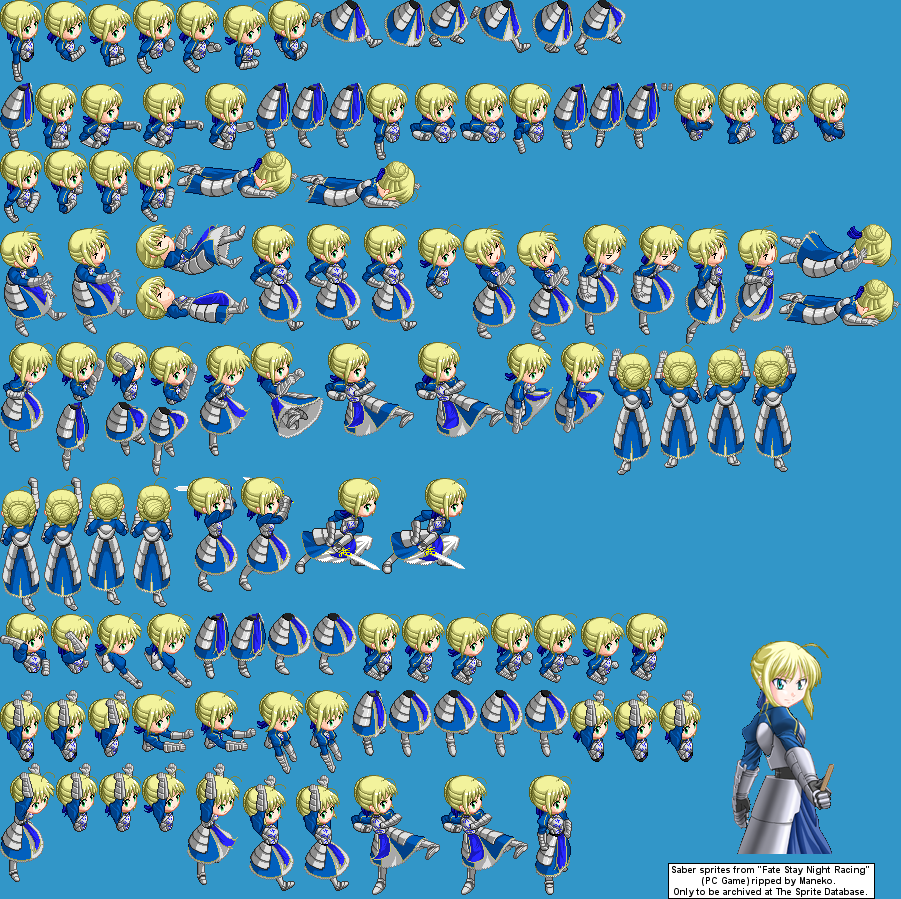 Saber sprites from "Fate Stay Night Racing"
(PC Game) ripped by Maneko.
Only to be archived at The Sprite Database.